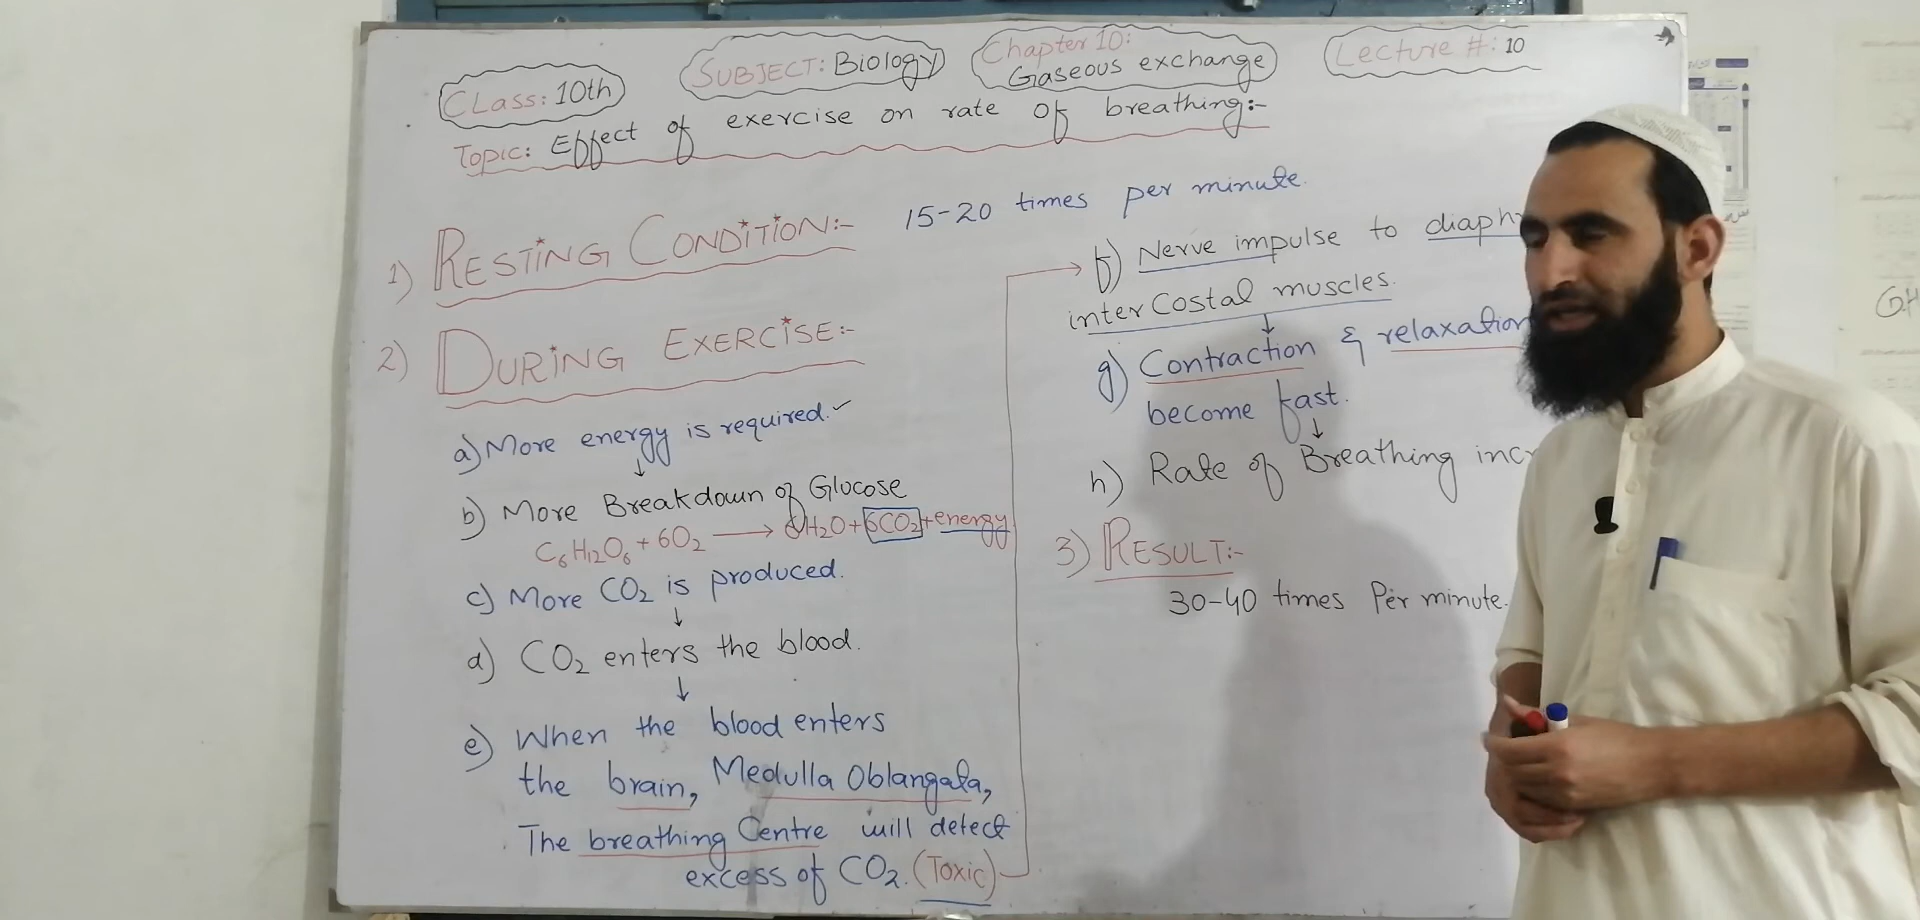 Class: 10th
SUBJECT: Biology
Chapter 10:
Gaseous exchange
Lecture #: 10
Topic: Effect of exercise on rate of breathing:-
1) RESTING CONDITION:- 15-20 times per minute.
2) DURING EXERCISE:-
a) More energy is required. ✓
↓
b) More Breakdown of Glucose
C6H12O6 + 6O2 → 6H2O + 6CO2 + energy
c) More CO2 is produced.
↓
d) CO2 enters the blood.
↓
e) When the blood enters
the brain, Medulla Oblangata,
The breathing Centre will detect
excess of CO2. (Toxic)
f) Nerve impulse to diaph
inter Costal muscles.
↓
g) Contraction & relaxation
become fast.
↓
h) Rate of Breathing inc
3) RESULT:-
30-40 times Per minute.
G.H